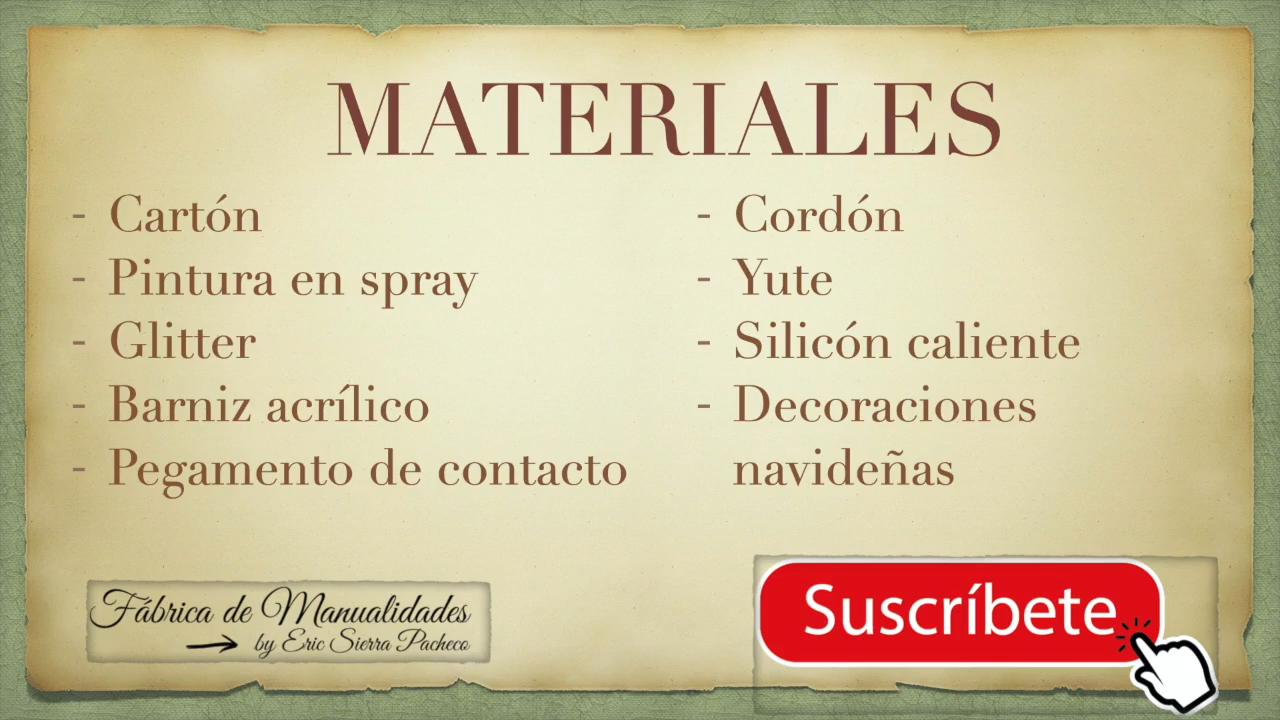 MATERIALES
- Cartón
- Pintura en spray
- Glitter
- Barniz acrílico
- Pegamento de contacto
- Cordón
- Yute
- Silicón caliente
- Decoraciones
navideñas
Fábrica de Manualidades
by Eric Sierra Pacheco
Suscríbete